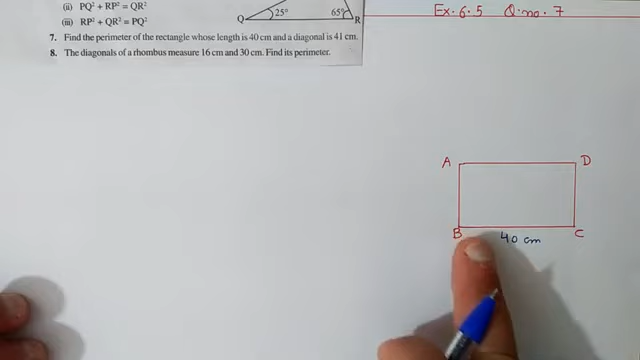 (ii) PQ² + RP² = QR²
(iii) RP² + QR² = PQ²
Q 25° 65° R
7. Find the perimeter of the rectangle whose length is 40 cm and a diagonal is 41 cm.
8. The diagonals of a rhombus measure 16 cm and 30 cm. Find its perimeter.
Ex. 6.5 Q. no. 7
A D
B C
40 cm